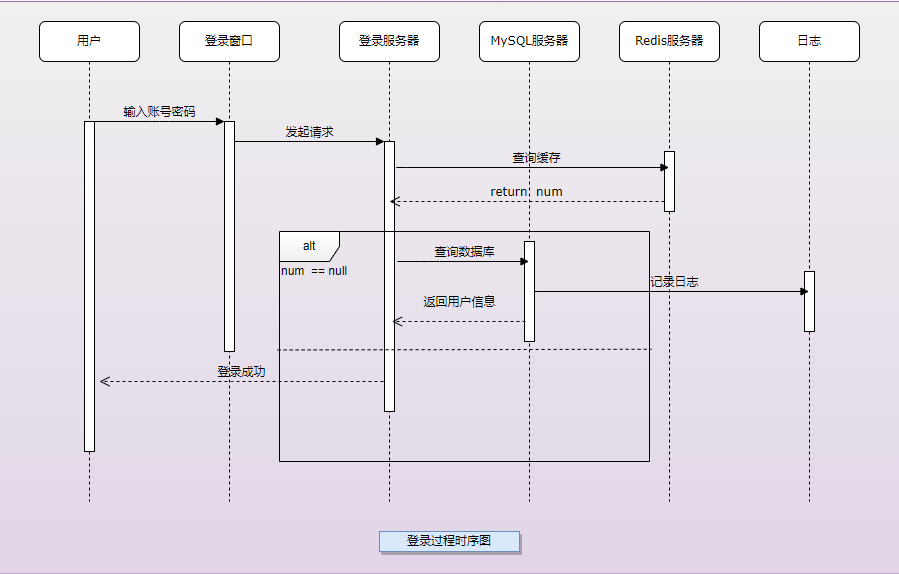 用户
登录窗口
登录服务器
MySQL服务器
Redis服务器
日志
输入账号密码
发起请求
查询缓存
return num
alt
num == null
查询数据库
记录日志
返回用户信息
登录成功
登录过程时序图